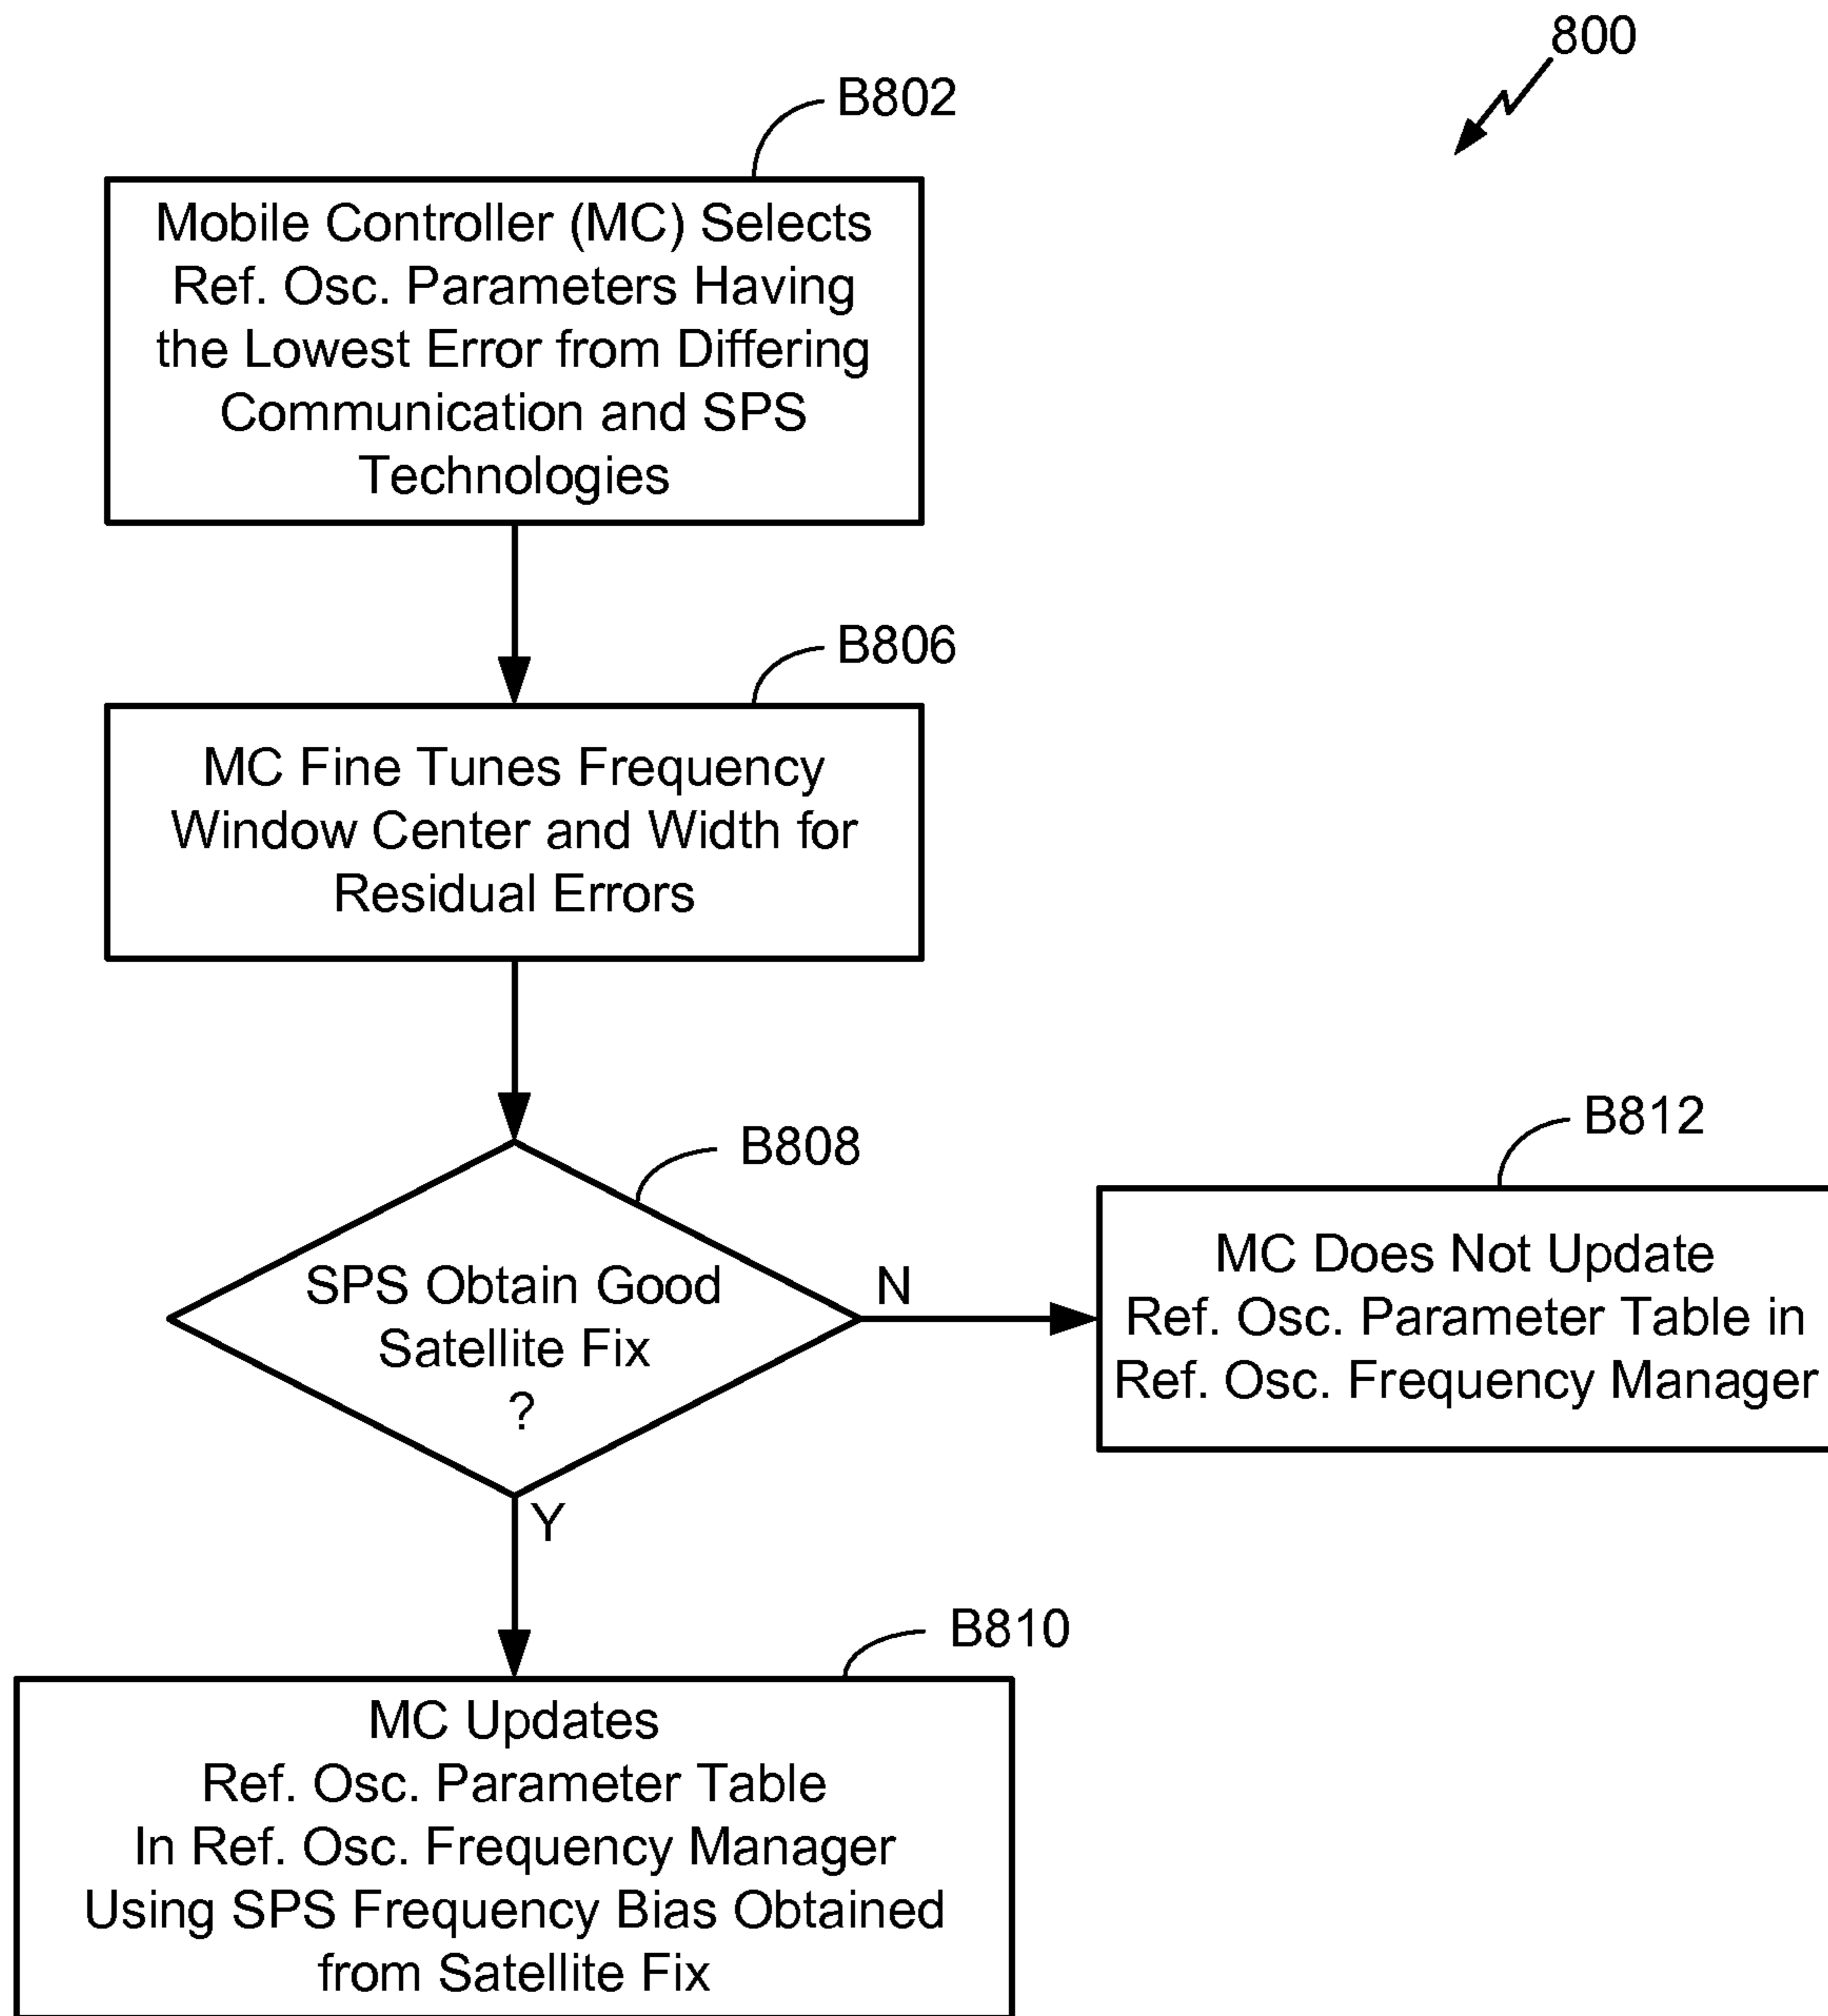 800
B802
Mobile Controller (MC) Selects
Ref. Osc. Parameters Having
the Lowest Error from Differing
Communication and SPS
Technologies
B806
MC Fine Tunes Frequency
Window Center and Width for
Residual Errors
B808
SPS Obtain Good
Satellite Fix
?
N
B812
MC Does Not Update
Ref. Osc. Parameter Table in
Ref. Osc. Frequency Manager
Y
B810
MC Updates
Ref. Osc. Parameter Table
In Ref. Osc. Frequency Manager
Using SPS Frequency Bias Obtained
from Satellite Fix